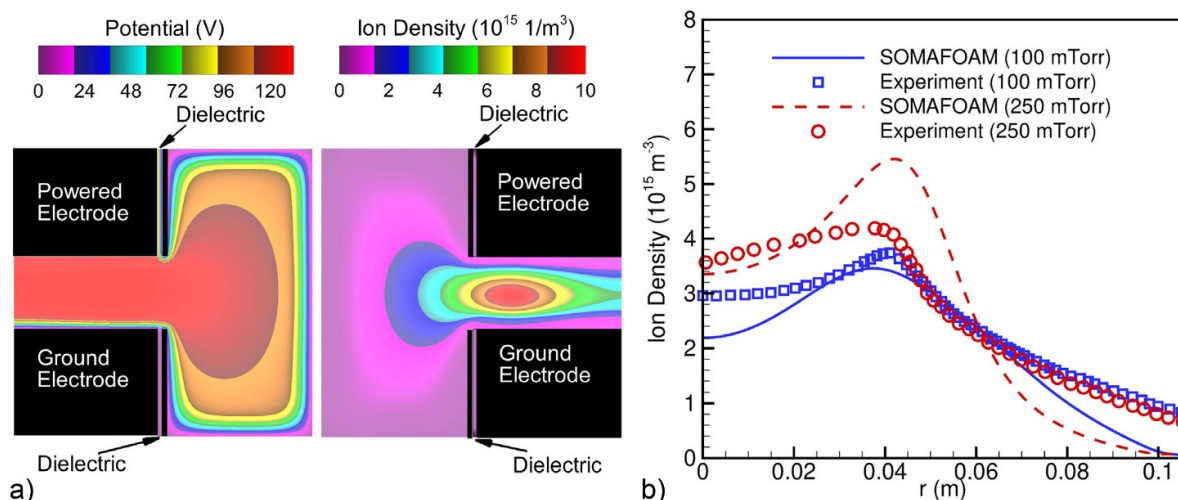 Potential (V)
0 24 48 72 96 120
Ion Density (10¹⁵ 1/m³)
0 2 4 6 8 10
Dielectric
Dielectric
Powered
Electrode
Powered
Electrode
Ground
Electrode
Ground
Electrode
Dielectric
Dielectric
a)
8
7
6
5
4
3
2
1
0
Ion Density (10¹⁵ m⁻³)
SOMAFOAM (100 mTorr)
Experiment (100 mTorr)
SOMAFOAM (250 mTorr)
Experiment (250 mTorr)
0 0.02 0.04 0.06 0.08 0.1
r (m)
b)